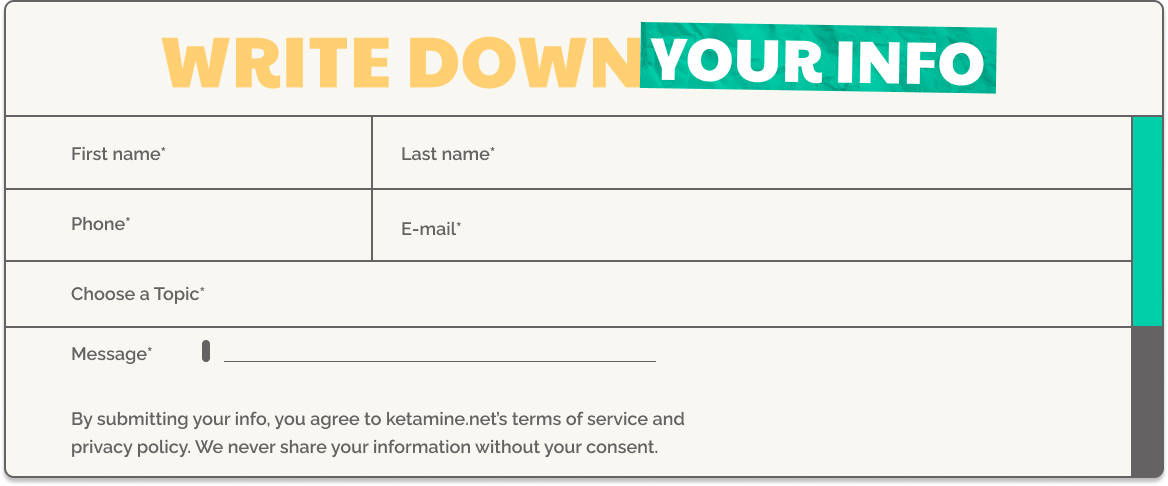 WRITE DOWN YOUR INFO
First name* Last name*
Phone* E-mail*
Choose a Topic*
Message*
By submitting your info, you agree to ketamine.net's terms of service and
privacy policy. We never share your information without your consent.